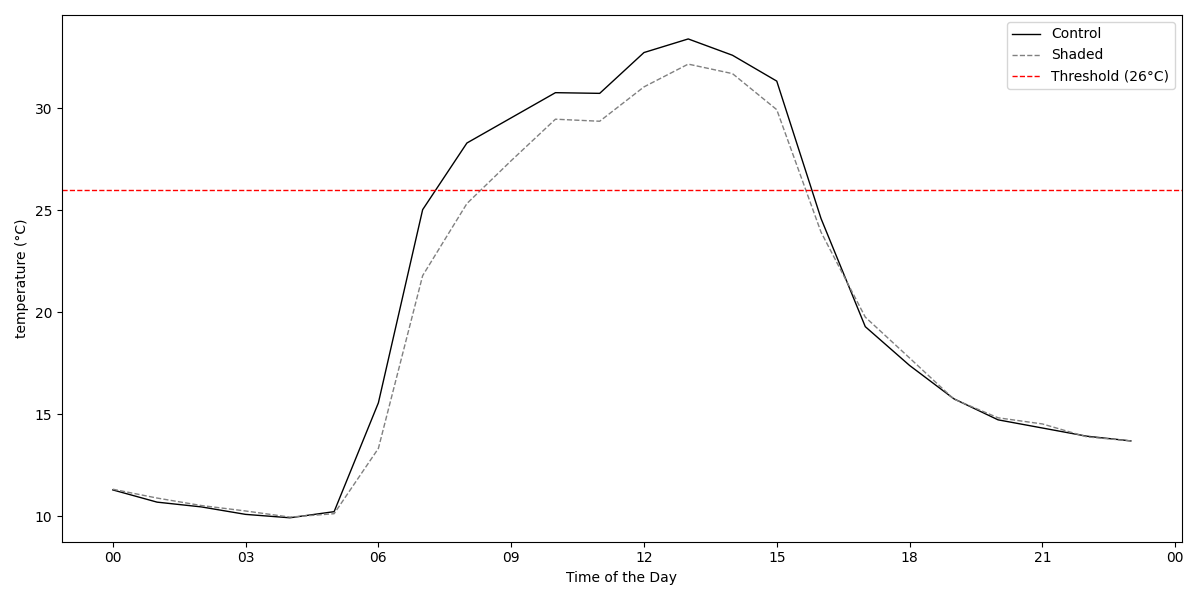 Control
Shaded
Threshold (26°C)
temperature (°C)
30
25
20
15
10
00 03 06 09 12 15 18 21 00
Time of the Day